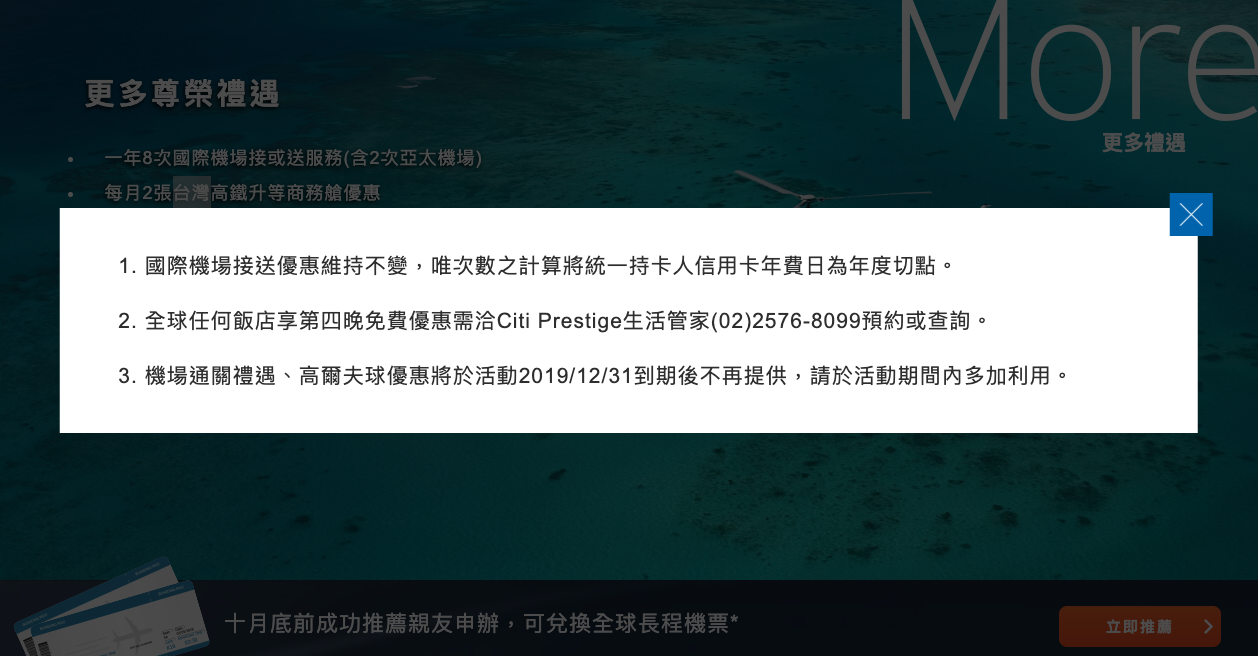 More
更多尊榮禮遇
更多禮遇
• 一年8次國際機場接或送服務(含2次亞太機場)
• 每月2張台灣高鐵升等商務艙優惠
1. 國際機場接送優惠維持不變，唯次數之計算將統一持卡人信用卡年費日為年度切點。
2. 全球任何飯店享第四晚免費優惠需洽Citi Prestige生活管家(02)2576-8099預約或查詢。
3. 機場通關禮遇、高爾夫球優惠將於活動2019/12/31到期後不再提供，請於活動期間內多加利用。
十月底前成功推薦親友申辦，可兌換全球長程機票*
立即推薦